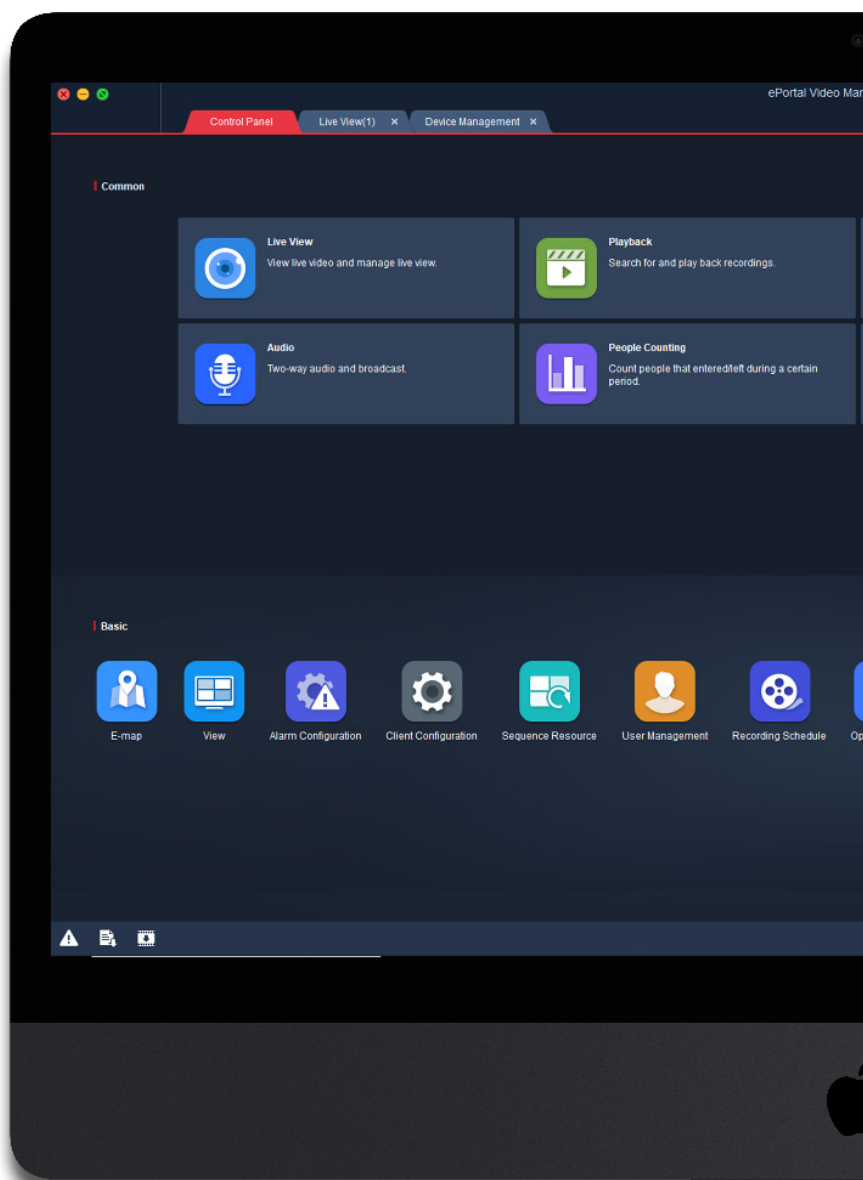 ePortal Video Mar
Control Panel
Live View(1)
Device Management
Common
Live View
View live video and manage live view.
Playback
Search for and play back recordings.
Audio
Two-way audio and broadcast.
People Counting
Count people that entered/left during a certain
period.
Basic
E-map
View
Alarm Configuration
Client Configuration
Sequence Resource
User Management
Recording Schedule
Op